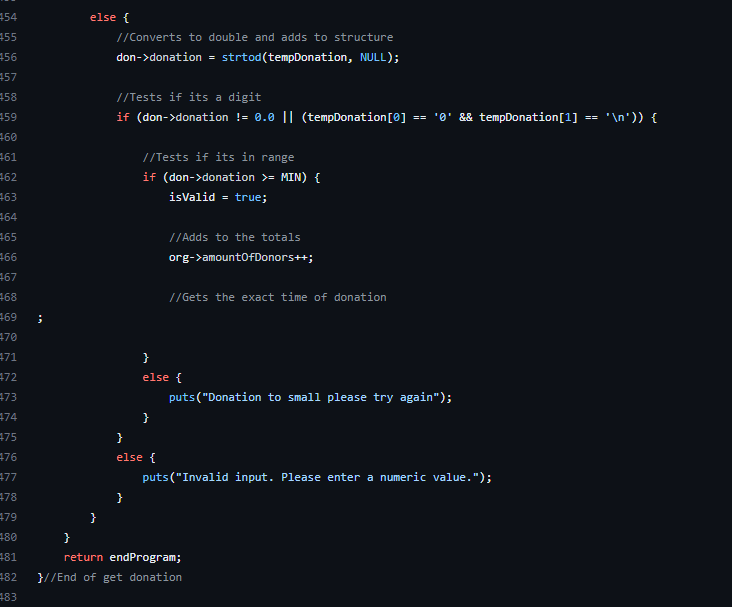 454         else {
455             //Converts to double and adds to structure
456             don->donation = strtod(tempDonation, NULL);
457
458             //Tests if its a digit
459             if (don->donation != 0.0 || (tempDonation[0] == '0' && tempDonation[1] == '\n')) {
460
461                 //Tests if its in range
462                 if (don->donation >= MIN) {
463                     isValid = true;
464
465                     //Adds to the totals
466                     org->amountOfDonors++;
467
468                     //Gets the exact time of donation
469 ;
470
471                 }
472                 else {
473                     puts("Donation to small please try again");
474                 }
475             }
476             else {
477                 puts("Invalid input. Please enter a numeric value.");
478             }
479         }
480     }
481     return endProgram;
482 }//End of get donation
483